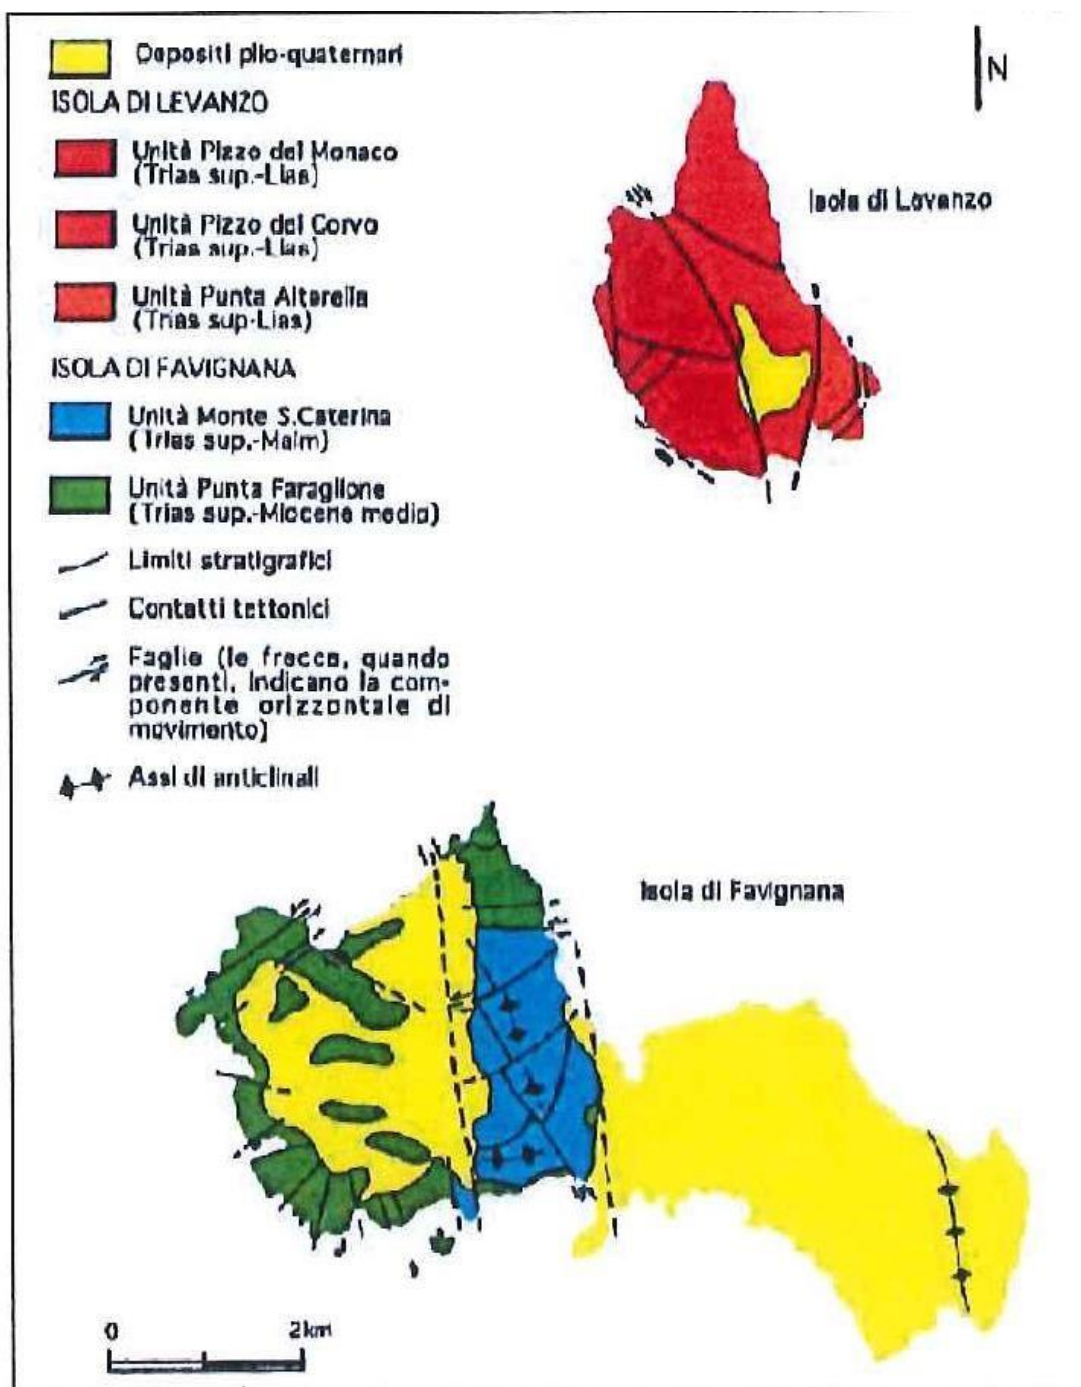 Depositi plio-quaternari
ISOLA DI LEVANZO
Unità Pizzo del Monaco
(Trias sup.-Lias)
Unità Pizzo del Corvo
(Trias sup.-Lias)
Unità Punta Altarella
(Trias sup-Lias)
ISOLA DI FAVIGNANA
Unità Monte S.Caterina
(Trias sup.-Malm)
Unità Punta Faraglione
(Trias sup.-Miocene medio)
Limiti stratigrafici
Contatti tettonici
Faglie (le frecce, quando
presenti, indicano la com-
ponente orizzontale di
movimento)
Assi di anticlinali
N
Isola di Levanzo
Isola di Favignana
0 2km